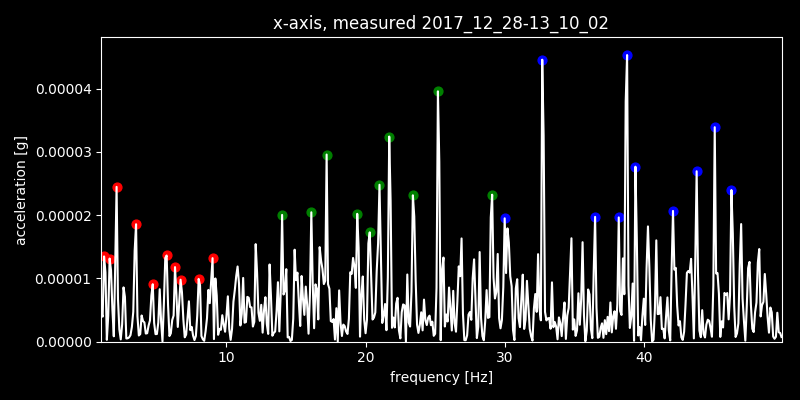 x-axis, measured 2017_12_28-13_10_02
0.00004
0.00003
0.00002
0.00001
0.00000
acceleration [g]
10 20 30 40
frequency [Hz]